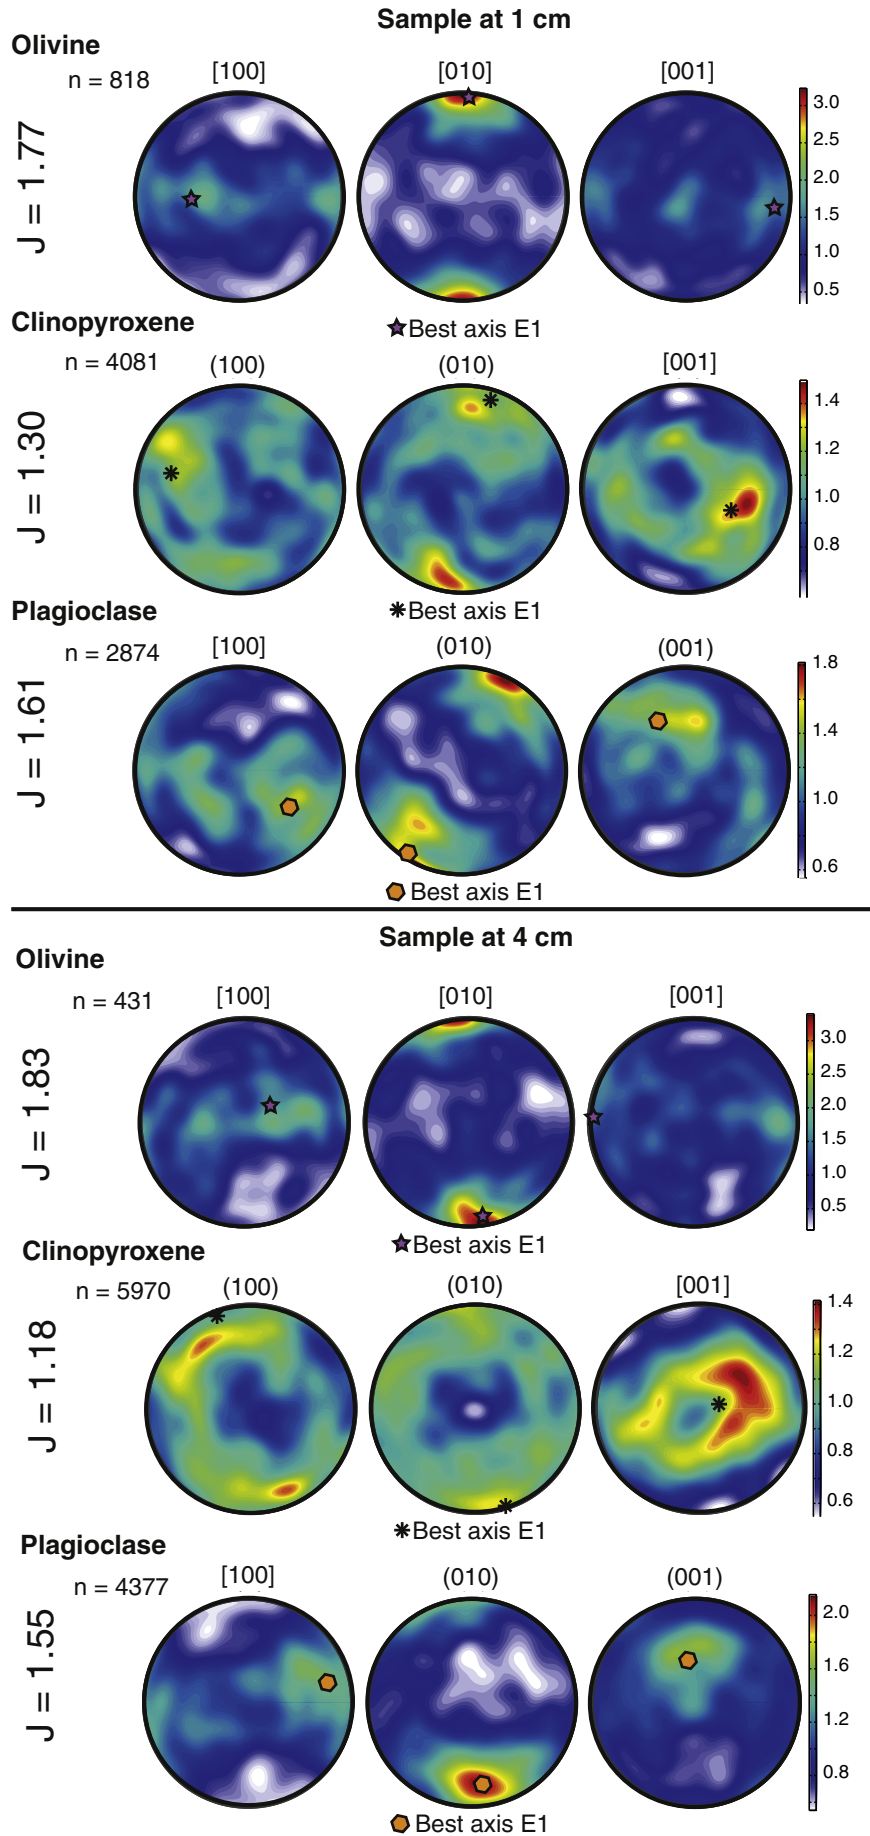 Sample at 1 cm
Olivine
n = 818
[100]
[010]
[001]
J = 1.77
3.0
2.5
2.0
1.5
1.0
0.5
Best axis E1
Clinopyroxene
n = 4081
(100)
(010)
[001]
J = 1.30
1.4
1.2
1.0
0.8
Best axis E1
Plagioclase
n = 2874
[100]
(010)
(001)
J = 1.61
1.8
1.4
1.0
0.6
Best axis E1
Sample at 4 cm
Olivine
n = 431
[100]
[010]
[001]
J = 1.83
3.0
2.5
2.0
1.5
1.0
0.5
Best axis E1
Clinopyroxene
n = 5970
(100)
(010)
[001]
J = 1.18
1.4
1.2
1.0
0.8
0.6
Best axis E1
Plagioclase
n = 4377
[100]
(010)
(001)
J = 1.55
2.0
1.6
1.2
0.8
Best axis E1